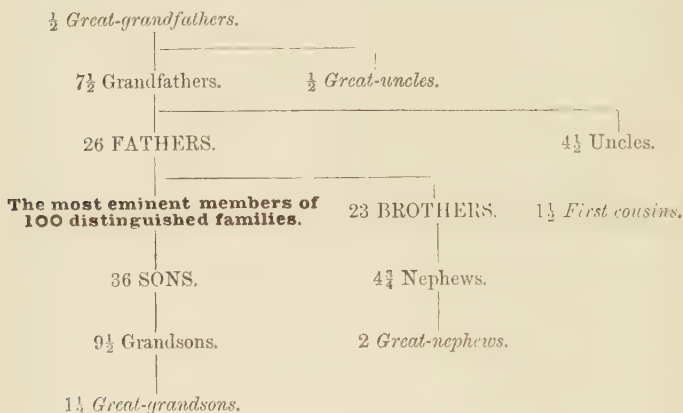 ½ Great-grandfathers.
7½ Grandfathers. ½ Great-uncles.
26 FATHERS. 4½ Uncles.
The most eminent members of
100 distinguished families. 23 BROTHERS. 1½ First cousins.
36 SONS. 4¾ Nephews.
9½ Grandsons. 2 Great-nephews.
1½ Great-grandsons.